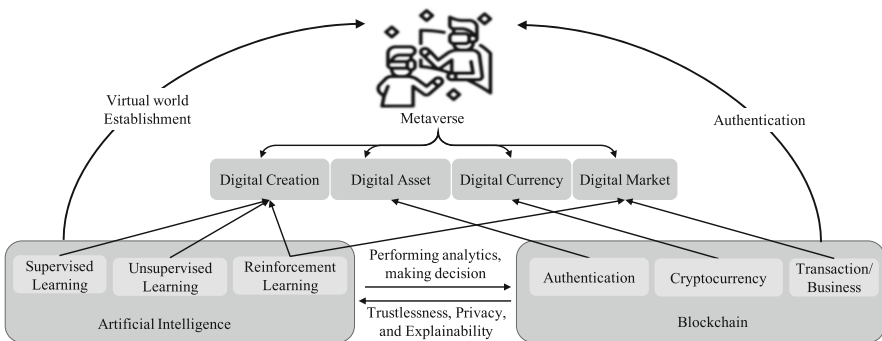 Virtual world
Establishment
Metaverse
Authentication
Digital Creation
Digital Asset
Digital Currency
Digital Market
Supervised
Learning
Unsupervised
Learning
Reinforcement
Learning
Artificial Intelligence
Performing analytics,
making decision
Trustlessness, Privacy,
and Explainability
Authentication
Cryptocurrency
Transaction/
Business
Blockchain